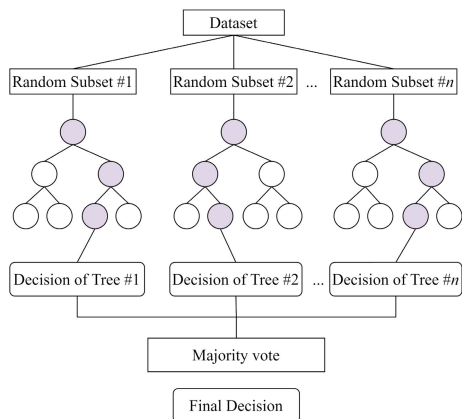 Dataset
Random Subset #1 Random Subset #2 ... Random Subset #n
Decision of Tree #1 Decision of Tree #2 ... Decision of Tree #n
Majority vote
Final Decision